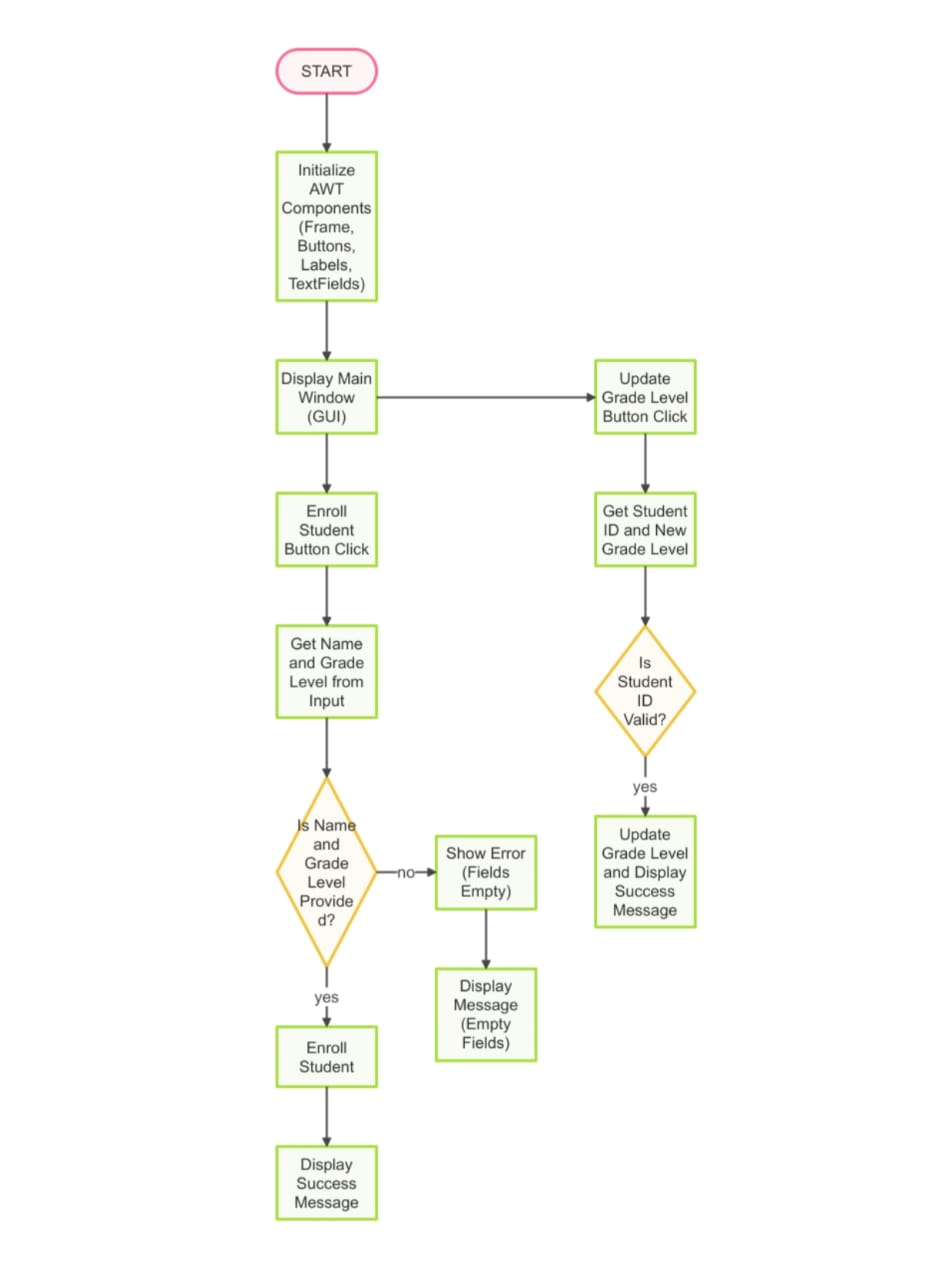 START
Initialize
AWT
Components
(Frame,
Buttons,
Labels,
TextFields)
Display Main
Window
(GUI)
Update
Grade Level
Button Click
Enroll
Student
Button Click
Get Student
ID and New
Grade Level
Get Name
and Grade
Level from
Input
Is
Student
ID
Valid?
yes
Is Name
and
Grade
Level
Provide
d?
no
Show Error
(Fields
Empty)
Update
Grade Level
and Display
Success
Message
yes
Display
Message
(Empty
Fields)
Enroll
Student
Display
Success
Message